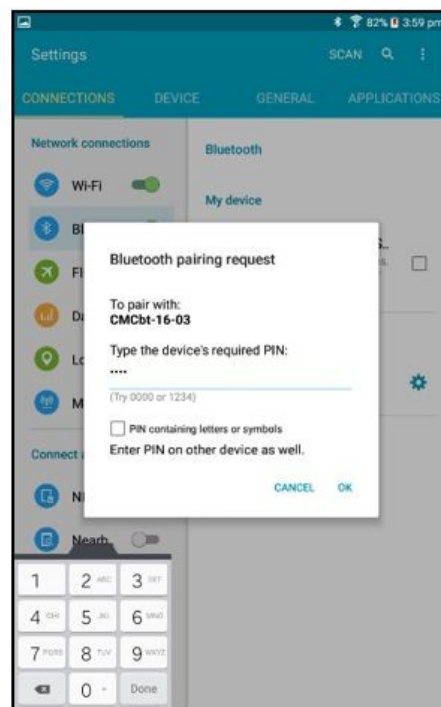 82% 3:59 pm
Settings
SCAN
CONNECTIONS DEVICE GENERAL APPLICATIONS
Network connections
Bluetooth
Wi-Fi
My device
Bluetooth pairing request
To pair with:
CMCbt-16-03
Type the device's required PIN:
....
(Try 0000 or 1234)
PIN containing letters or symbols
Enter PIN on other device as well.
CANCEL OK
Connect
Nearb
1 2 ABC 3 DEF
4 GHI 5 JKL 6 MNO
7 PQRS 8 TUV 9 WXYZ
0 + Done